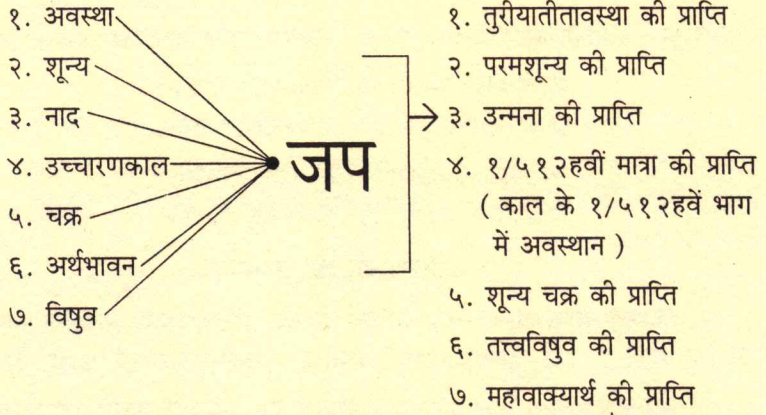 १. अवस्था
२. शून्य
३. नाद
४. उच्चारणकाल
५. चक्र
६. अर्थभावन
७. विषुव
जप
१. तुरीयातीतावस्था की प्राप्ति
२. परमशून्य की प्राप्ति
३. उन्मना की प्राप्ति
४. १/५१२हवीं मात्रा की प्राप्ति
( काल के १/५१२हवें भाग
में अवस्थान )
५. शून्य चक्र की प्राप्ति
६. तत्त्वविषुव की प्राप्ति
७. महावाक्यार्थ की प्राप्ति